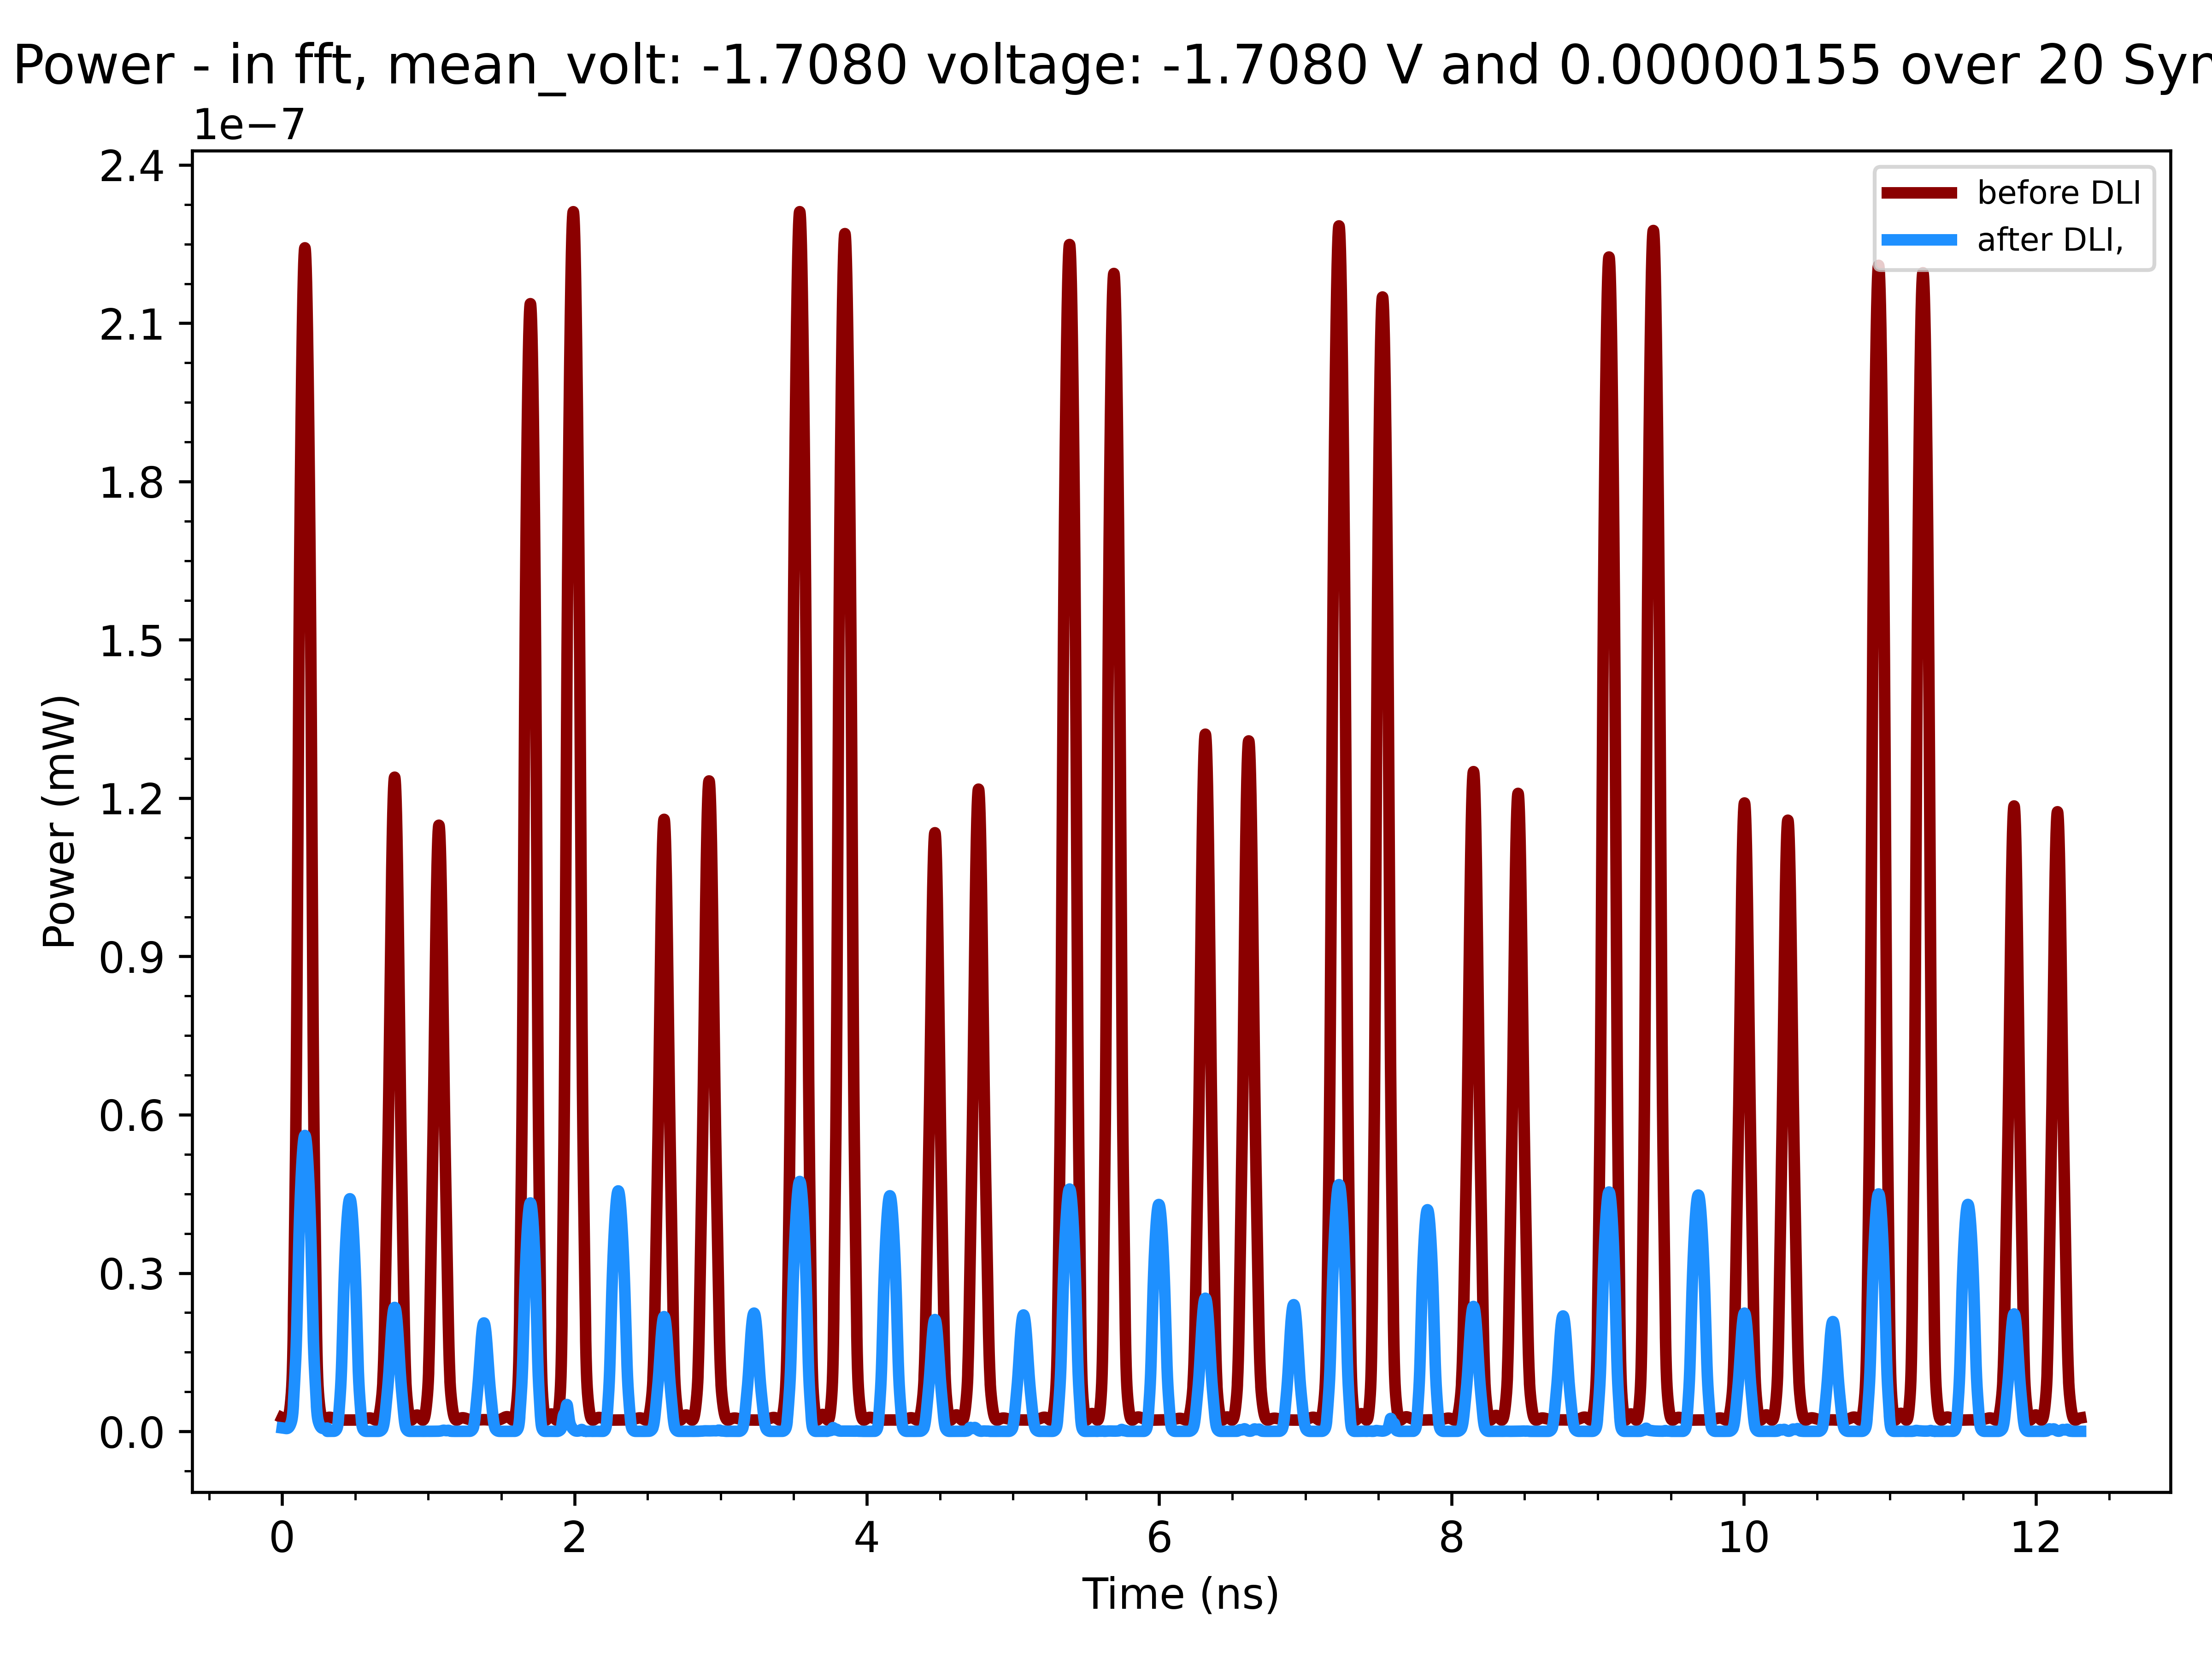 Power - in fft, mean_volt: -1.7080 voltage: -1.7080 V and 0.00000155 over 20
1e−7
before DLI
after DLI,
2.4
2.1
1.8
1.5
1.2
0.9
0.6
0.3
0.0
Power (mW)
0 2 4 6 8 10 12
Time (ns)